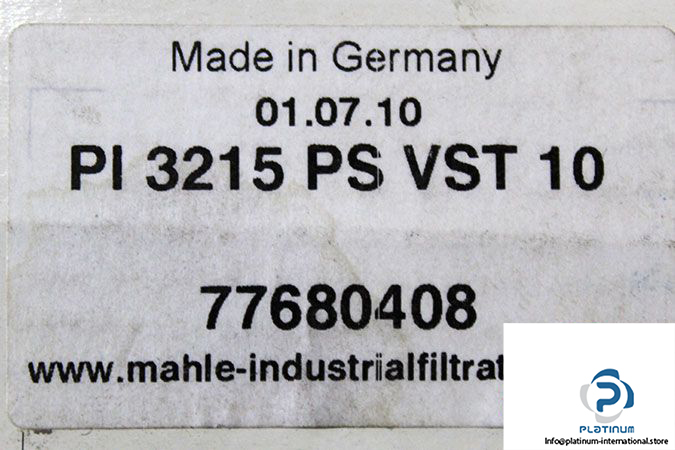 Made in Germany
01.07.10
PI 3215 PS VST 10
77680408
www.mahle-industrialfiltrat
PLATINUM
Info@platinum-international.store